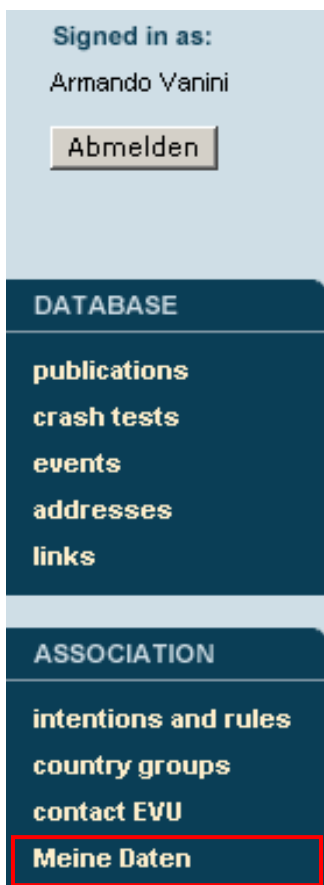 Signed in as:
Armando Vanini
Abmelden
DATABASE
publications
crash tests
events
addresses
links
ASSOCIATION
intentions and rules
country groups
contact EVU
Meine Daten